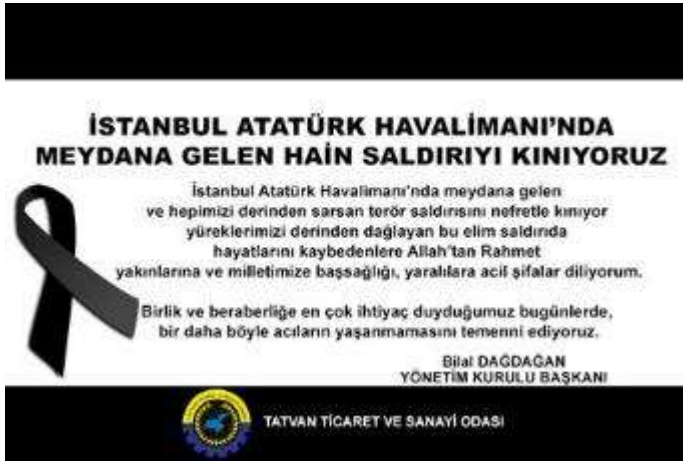 İSTANBUL ATATÜRK HAVALİMANI'NDA
MEYDANA GELEN HAİN SALDIRIYI KINIYORUZ
İstanbul Atatürk Havalimanı'nda meydana gelen
ve hepimizi derinden sarsan terör saldırısını nefretle kınıyor
yüreklerimizi derinden dağlayan bu elim saldırıda
hayatlarını kaybedenlere Allah'tan Rahmet
yakınlarına ve milletimize başsağlığı, yaralılara acil şifalar diliyorum.
Birlik ve beraberliğe en çok ihtiyaç duyduğumuz bugünlerde,
bir daha böyle acıların yaşanmamasını temenni ediyoruz.
Bilal DAĞDAĞAN
YÖNETİM KURULU BAŞKANI
TATVAN TİCARET VE SANAYİ ODASI